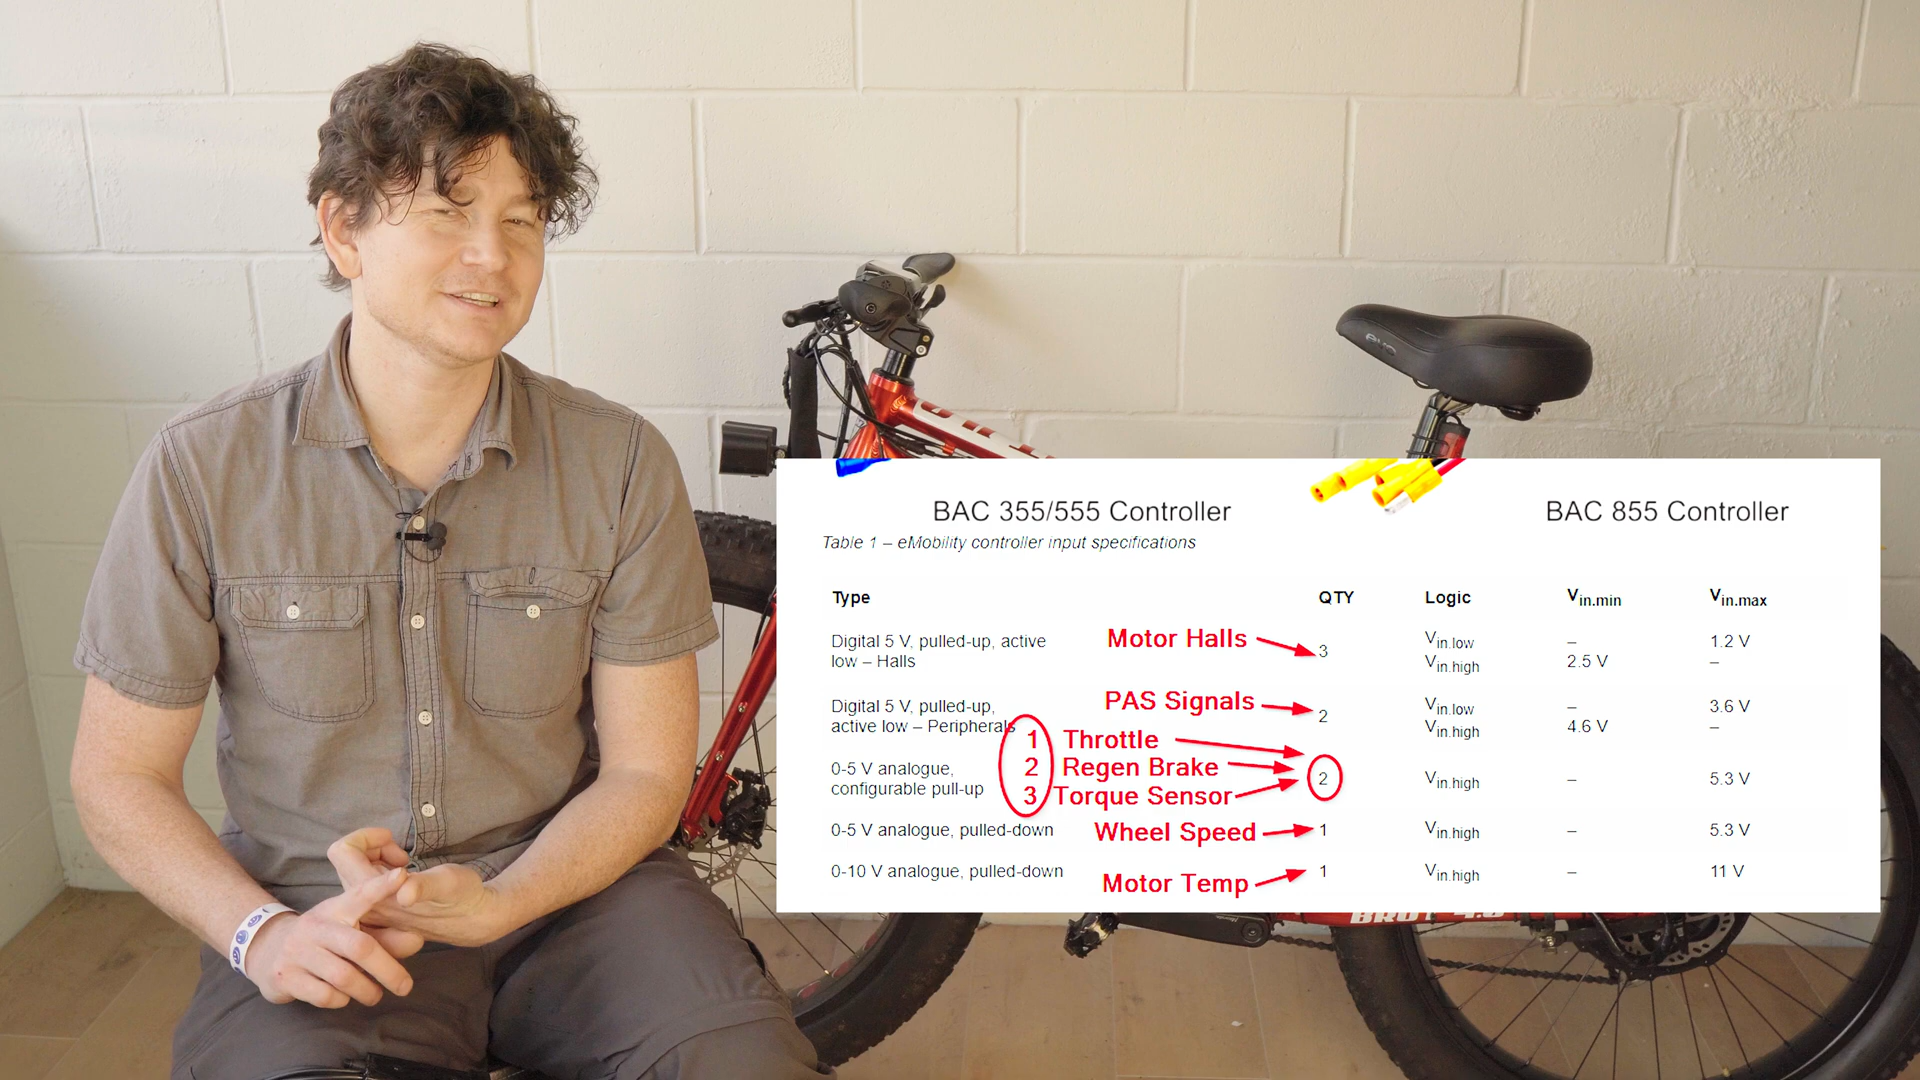 evo
BAC 355/555 Controller
BAC 855 Controller
Table 1 – eMobility controller input specifications
Type QTY Logic Vin.min Vin.max
Digital 5 V, pulled-up, active
low – Halls
Motor Halls
3
Vin.low – 1.2 V
Vin.high 2.5 V –
Digital 5 V, pulled-up,
active low – Peripherals
PAS Signals
2
Vin.low – 3.6 V
Vin.high 4.6 V –
1 Throttle
2 Regen Brake
3 Torque Sensor
0-5 V analogue,
configurable pull-up
2 Vin.high – 5.3 V
0-5 V analogue, pulled-down Wheel Speed 1 Vin.high – 5.3 V
0-10 V analogue, pulled-down Motor Temp 1 Vin.high – 11 V